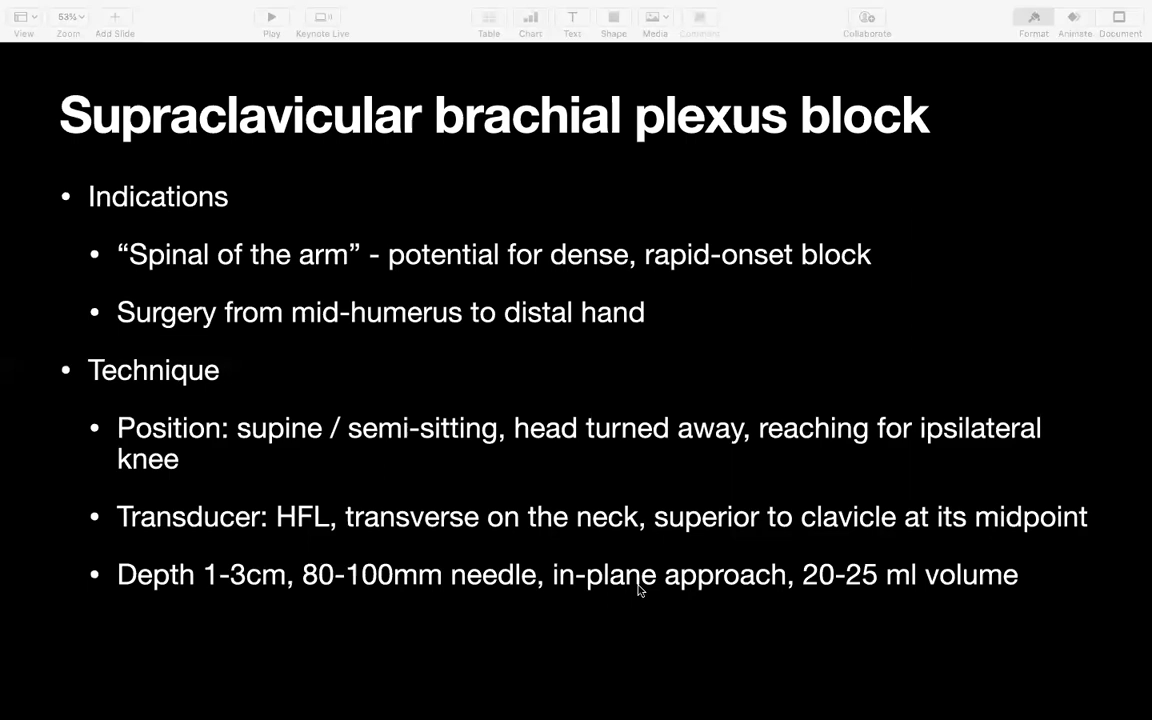 View
53%
Zoom
Add Slide
Play
Keynote Live
Table
Chart
Text
Shape
Media
Comment
Collaborate
Format
Animate
Document
Supraclavicular brachial plexus block
• Indications
• “Spinal of the arm” - potential for dense, rapid-onset block
• Surgery from mid-humerus to distal hand
• Technique
• Position: supine / semi-sitting, head turned away, reaching for ipsilateral
knee
• Transducer: HFL, transverse on the neck, superior to clavicle at its midpoint
• Depth 1-3cm, 80-100mm needle, in-plane approach, 20-25 ml volume